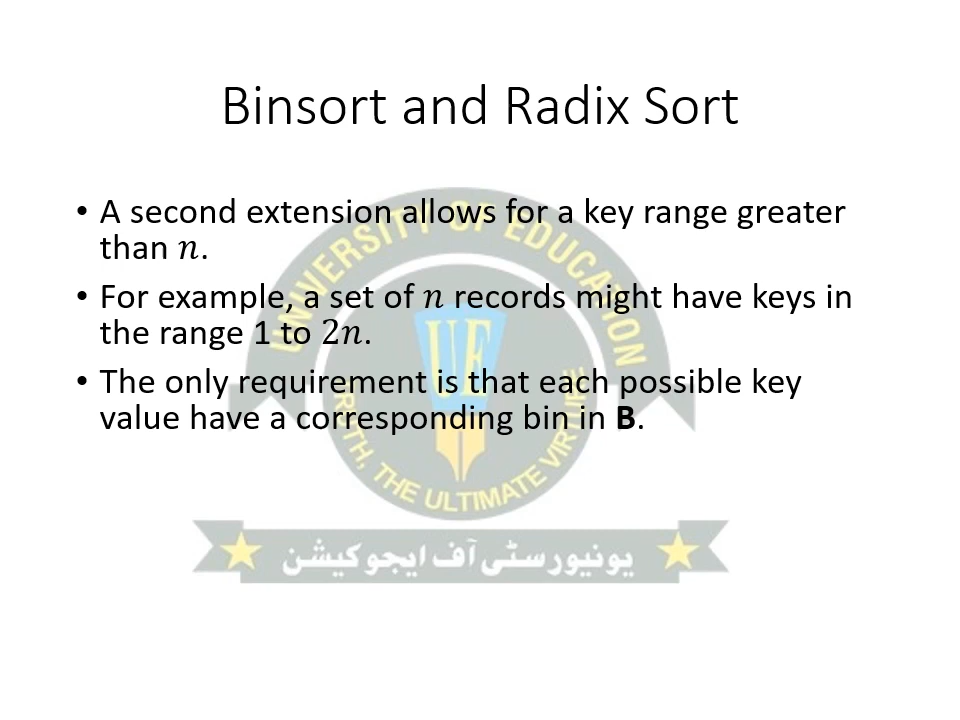 Binsort and Radix Sort
• A second extension allows for a key range greater
than n.
• For example, a set of n records might have keys in
the range 1 to 2n.
• The only requirement is that each possible key
value have a corresponding bin in B.
UNIVERSITY OF EDUCATION
UE
TRUTH, THE ULTIMATE VIRTUE
یونیورسٹی آف ایجوکیشن